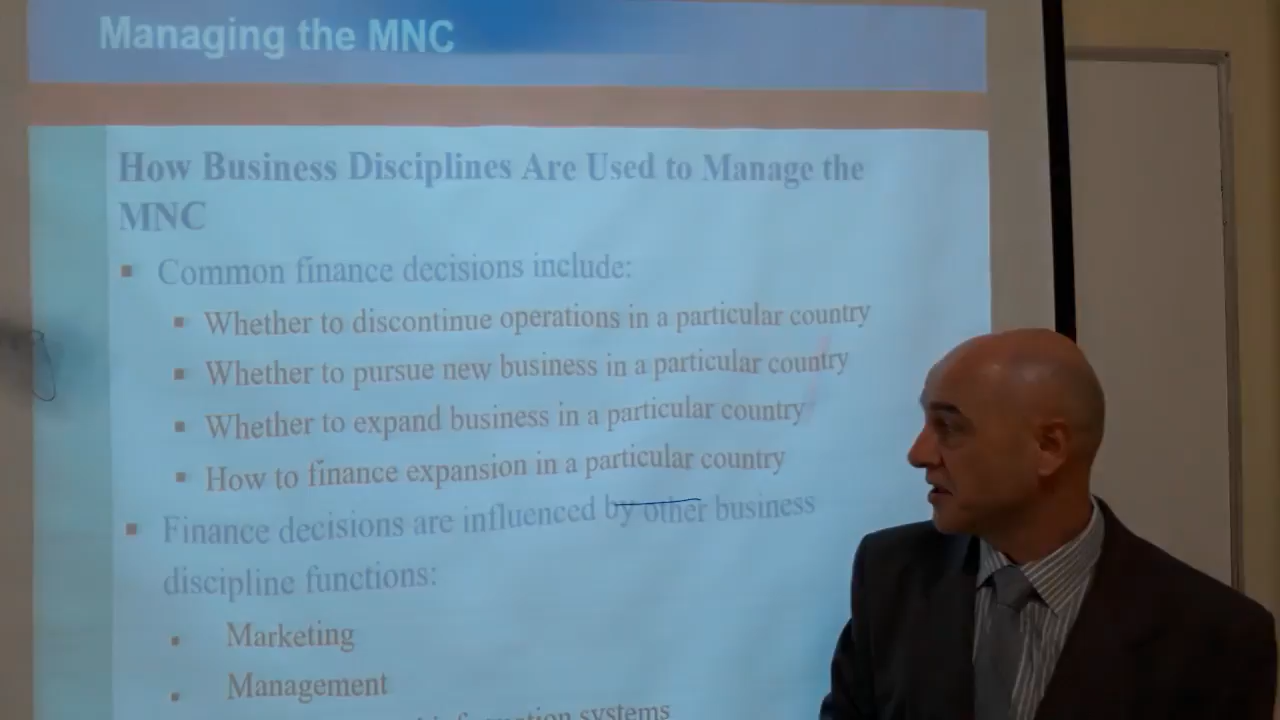 Managing the MNC
How Business Disciplines Are Used to Manage the
MNC
Common finance decisions include:
Whether to discontinue operations in a particular country
Whether to pursue new business in a particular country
Whether to expand business in a particular country
How to finance expansion in a particular country
Finance decisions are influenced by other business
discipline functions:
Marketing
Management
information systems